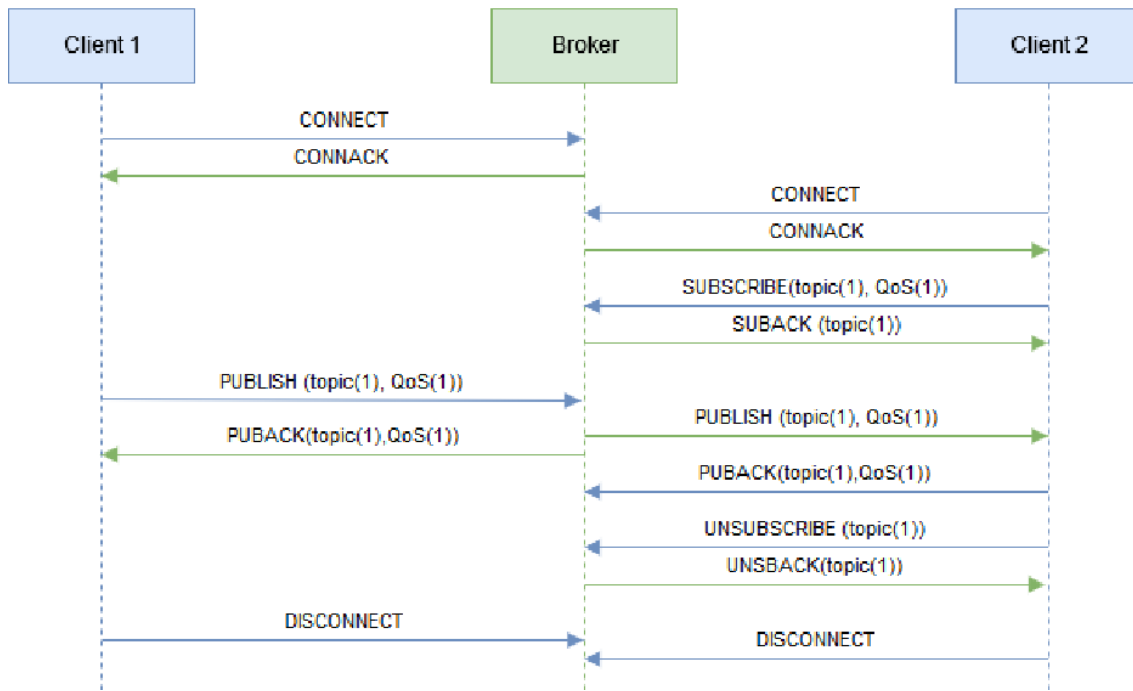 Client 1
Broker
Client 2
CONNECT
CONNACK
CONNECT
CONNACK
SUBSCRIBE(topic(1), QoS(1))
SUBACK (topic(1))
PUBLISH (topic(1), QoS(1))
PUBLISH (topic(1), QoS(1))
PUBACK(topic(1),QoS(1))
PUBACK(topic(1),QoS(1))
UNSUBSCRIBE (topic(1))
UNSBACK(topic(1))
DISCONNECT
DISCONNECT